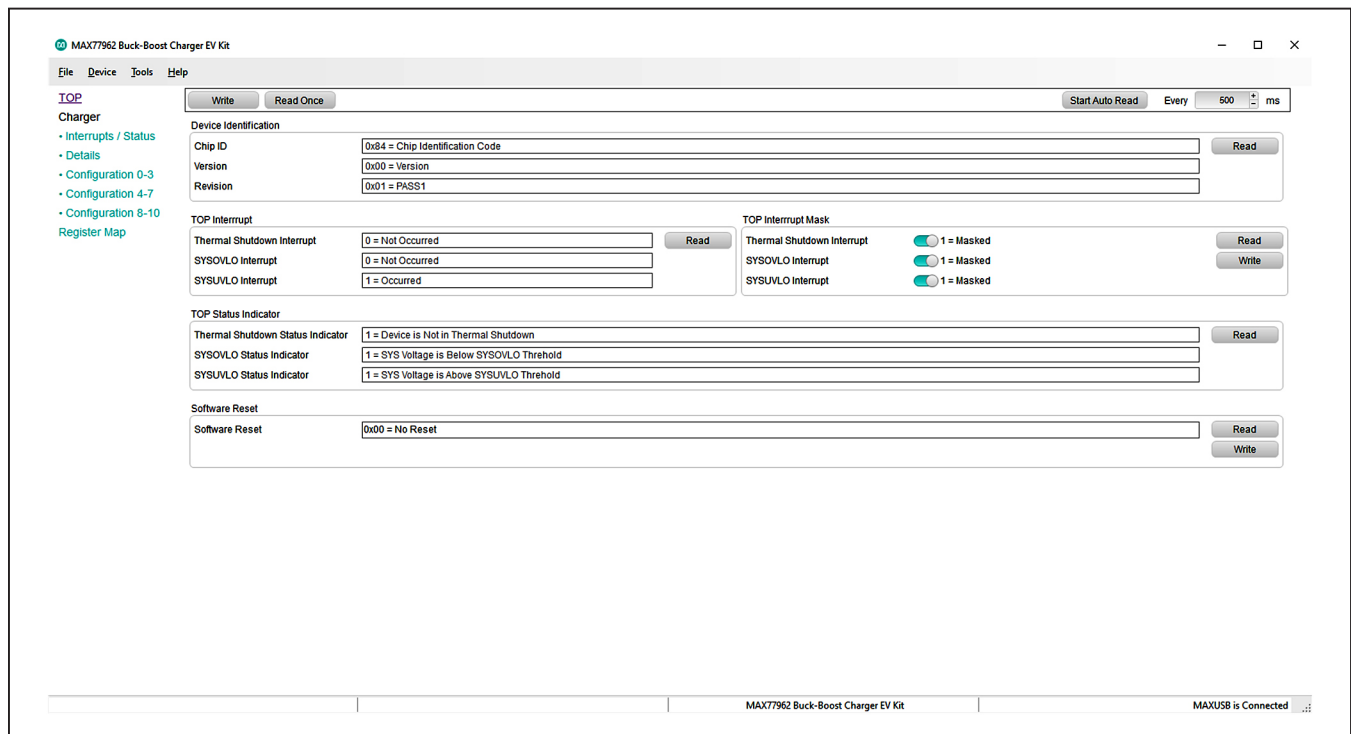 MAX77962 Buck-Boost Charger EV Kit
File Device Tools Help
TOP
Charger
• Interrupts / Status
• Details
• Configuration 0-3
• Configuration 4-7
• Configuration 8-10
Register Map
Write Read Once Start Auto Read Every 500 ms
Device Identification
Chip ID 0x84 = Chip Identification Code Read
Version 0x00 = Version
Revision 0x01 = PASS1
TOP Interrrupt
Thermal Shutdown Interrupt 0 = Not Occurred Read
SYSOVLO Interrupt 0 = Not Occurred
SYSUVLO Interrupt 1 = Occurred
TOP Interrrupt Mask
Thermal Shutdown Interrupt 1 = Masked Read
SYSOVLO Interrupt 1 = Masked Write
SYSUVLO Interrupt 1 = Masked
TOP Status Indicator
Thermal Shutdown Status Indicator 1 = Device is Not in Thermal Shutdown Read
SYSOVLO Status Indicator 1 = SYS Voltage is Below SYSOVLO Threhold
SYSUVLO Status Indicator 1 = SYS Voltage is Above SYSUVLO Threhold
Software Reset
Software Reset 0x00 = No Reset Read
Write
MAX77962 Buck-Boost Charger EV Kit MAXUSB is Connected